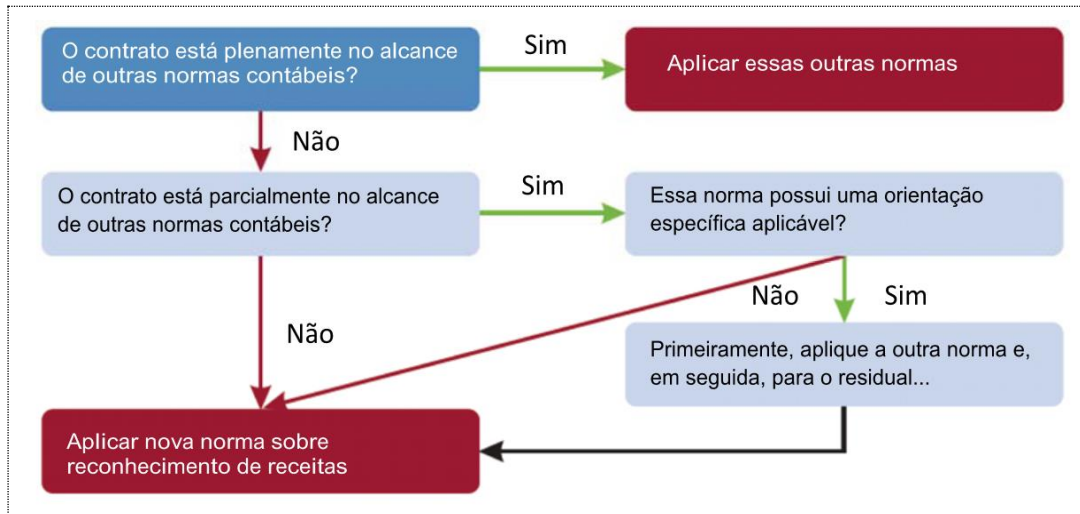 O contrato está plenamente no alcance
de outras normas contábeis?
Sim
Aplicar essas outras normas
Não
O contrato está parcialmente no alcance
de outras normas contábeis?
Sim
Essa norma possui uma orientação
específica aplicável?
Não
Não
Sim
Primeiramente, aplique a outra norma e,
em seguida, para o residual...
Aplicar nova norma sobre
reconhecimento de receitas